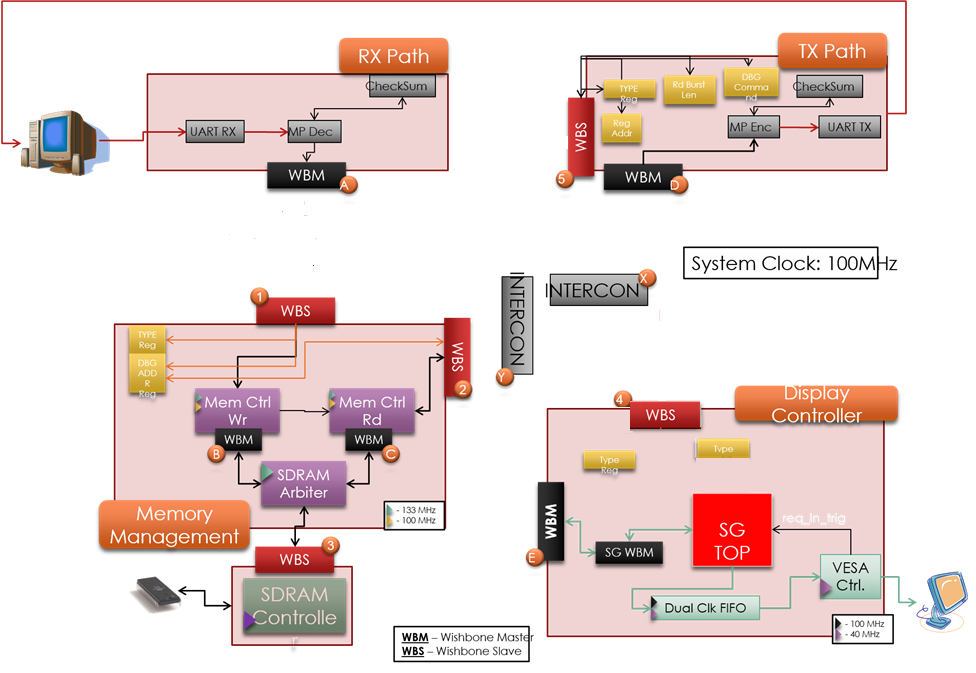 RX Path
CheckSum
UART RX
MP Dec
WBM
A
TX Path
TYPE
Reg
Rd Burst
Len
DBG
Comma
nd
CheckSum
Reg
Addr
WBS
5
MP Enc
UART TX
WBM
D
System Clock: 100MHz
INTERCON
X
INTERCON
Y
1
WBS
TYPE
Reg
DBG
ADD
R
Reg
WBS
2
Mem Ctrl
Wr
WBM
B
Mem Ctrl
Rd
WBM
C
SDRAM
Arbiter
- 133 MHz
- 100 MHz
Memory
Management
WBS
3
SDRAM
Controlle
r
WBM – Wishbone Master
WBS – Wishbone Slave
Display
Controller
4
WBS
Type
Reg
Type
WBM
E
SG WBM
SG
TOP
req_ln_trig
VESA
Ctrl.
Dual Clk FIFO
- 100 MHz
- 40 MHz